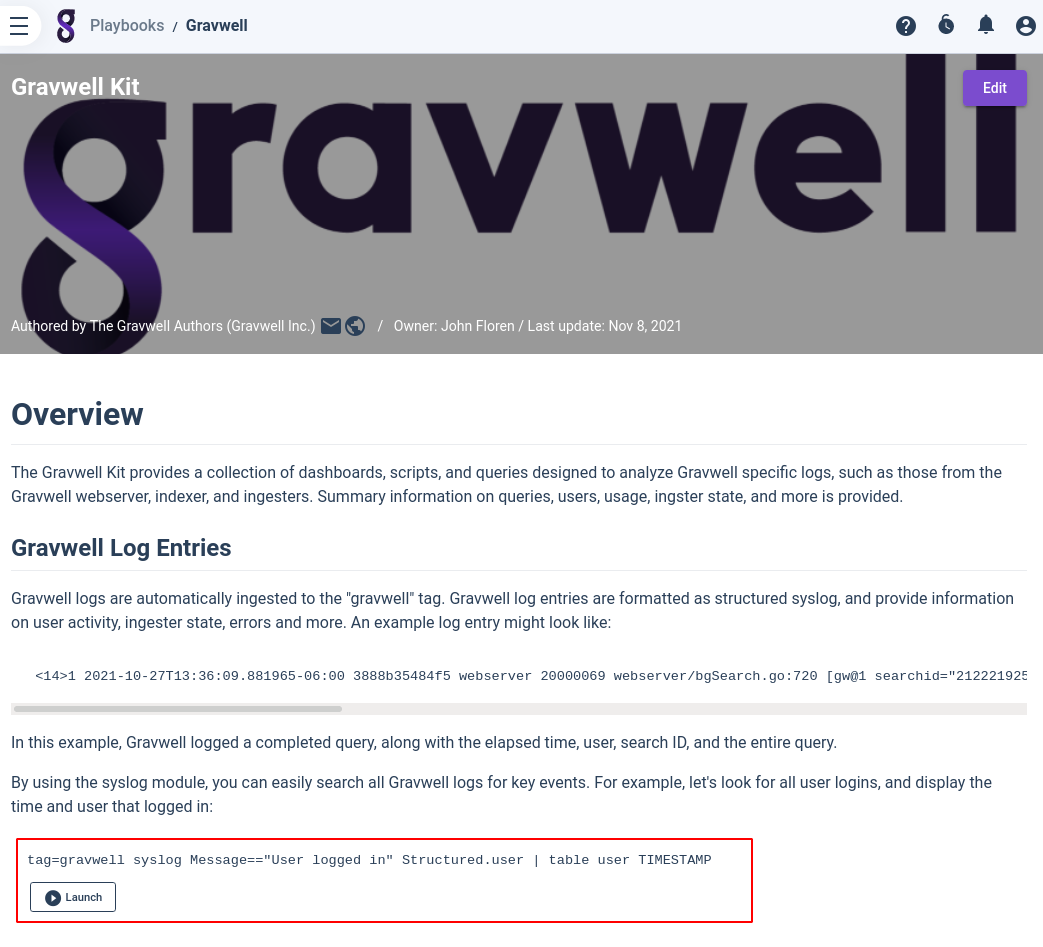 Playbooks / Gravwell
Gravwell Kit
Edit
gravwell
Authored by The Gravwell Authors (Gravwell Inc.) / Owner: John Floren / Last update: Nov 8, 2021
Overview
The Gravwell Kit provides a collection of dashboards, scripts, and queries designed to analyze Gravwell specific logs, such as those from the
Gravwell webserver, indexer, and ingesters. Summary information on queries, users, usage, ingster state, and more is provided.
Gravwell Log Entries
Gravwell logs are automatically ingested to the "gravwell" tag. Gravwell log entries are formatted as structured syslog, and provide information
on user activity, ingester state, errors and more. An example log entry might look like:
<14>1 2021-10-27T13:36:09.881965-06:00 3888b35484f5 webserver 20000069 webserver/bgSearch.go:720 [gw@1 searchid="212221925
In this example, Gravwell logged a completed query, along with the elapsed time, user, search ID, and the entire query.
By using the syslog module, you can easily search all Gravwell logs for key events. For example, let's look for all user logins, and display the
time and user that logged in:
tag=gravwell syslog Message=="User logged in" Structured.user | table user TIMESTAMP
Launch